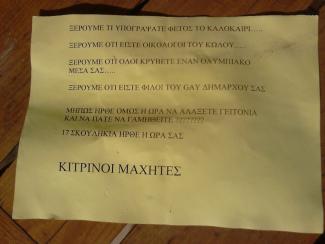 ΞΕΡΟΥΜΕ ΤΙ ΥΠΟΓΡΑΨΑΤΕ ΦΕΤΟΣ ΤΟ ΚΑΛΟΚΑΙΡΙ…..
ΞΕΡΟΥΜΕ ΟΤΙ ΕΙΣΤΕ ΟΙΚΟΛΟΓΟΙ ΤΟΥ ΚΩΛΟΥ…..
ΞΕΡΟΥΜΕ ΟΤΙ ΟΛΟΙ ΚΡΥΒΕΤΕ ΕΝΑΝ ΟΛΥΜΠΙΑΚΟ
ΜΕΣΑ ΣΑΣ…..
ΞΕΡΟΥΜΕ ΟΤΙ ΕΙΣΤΕ ΦΙΛΟΙ ΤΟΥ GAY ΔΗΜΑΡΧΟΥ ΣΑΣ
ΜΗΠΩΣ ΗΡΘΕ ΟΜΩΣ Η ΩΡΑ ΝΑ ΑΛΑΞΕΤΕ ΓΕΙΤΟΝΙΑ
ΚΑΙ ΝΑ ΠΑΤΕ ΝΑ ΓΑΜΗΘΕΙΤΕ ????????
17 ΣΚΟΥΛΗΚΙΑ ΗΡΘΕ Η ΩΡΑ ΣΑΣ
ΚΙΤΡΙΝΟΙ ΜΑΧΗΤΕΣ